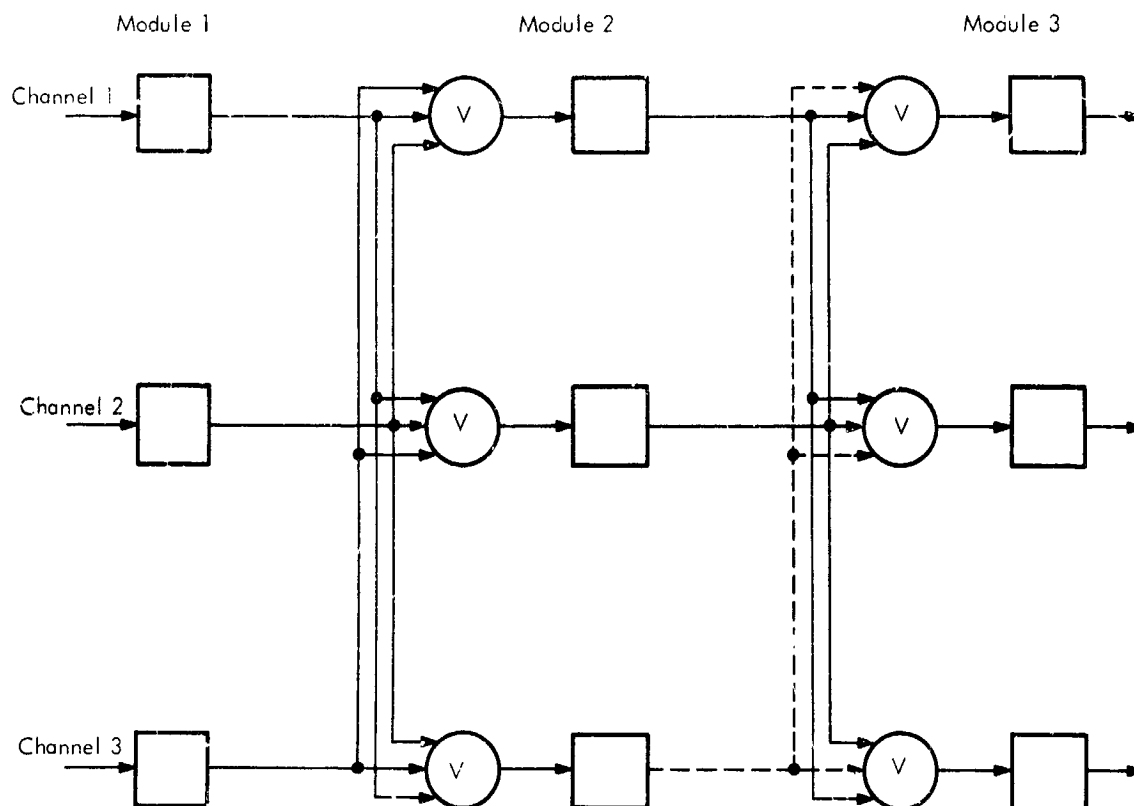 Module 1 Module 2 Module 3
Channel 1
V V
Channel 2
V V
Channel 3
V V